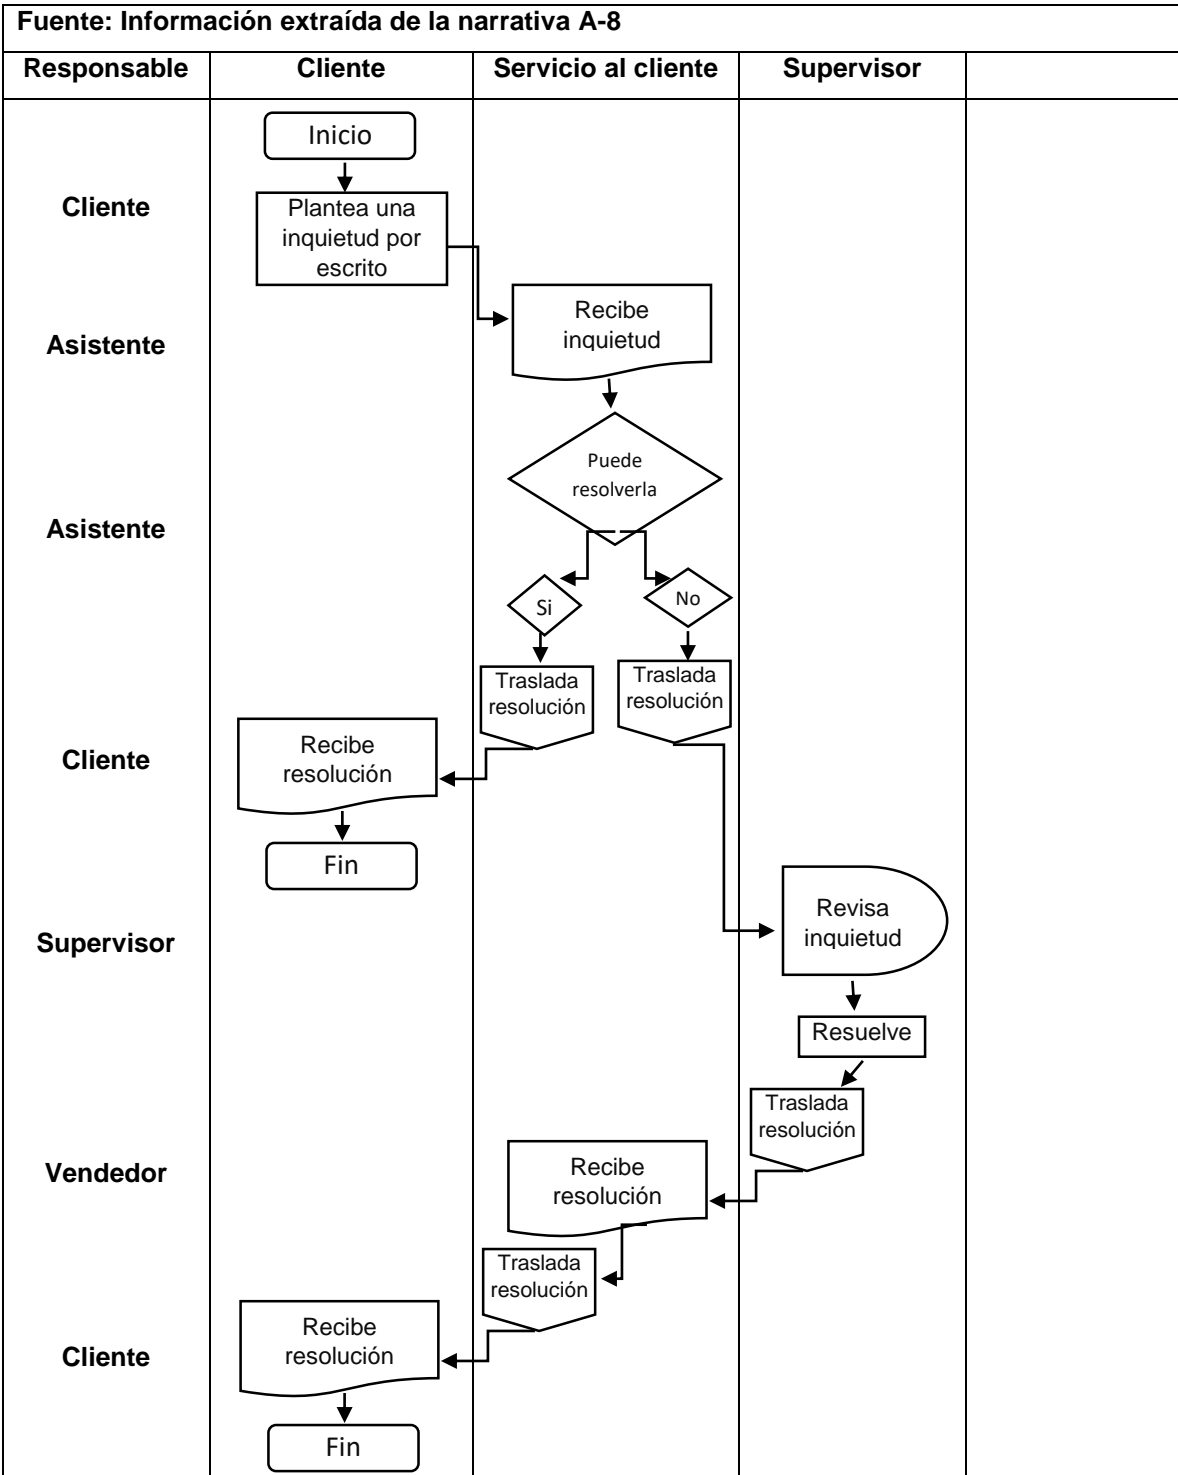 Fuente: Información extraída de la narrativa A-8
Responsable
Cliente
Servicio al cliente
Supervisor
Inicio
Cliente
Plantea una
inquietud por
escrito
Asistente
Recibe
inquietud
Puede
resolverla
Asistente
Si
No
Traslada
resolución
Traslada
resolución
Cliente
Recibe
resolución
Fin
Supervisor
Revisa
inquietud
Resuelve
Traslada
resolución
Vendedor
Recibe
resolución
Traslada
resolución
Cliente
Recibe
resolución
Fin